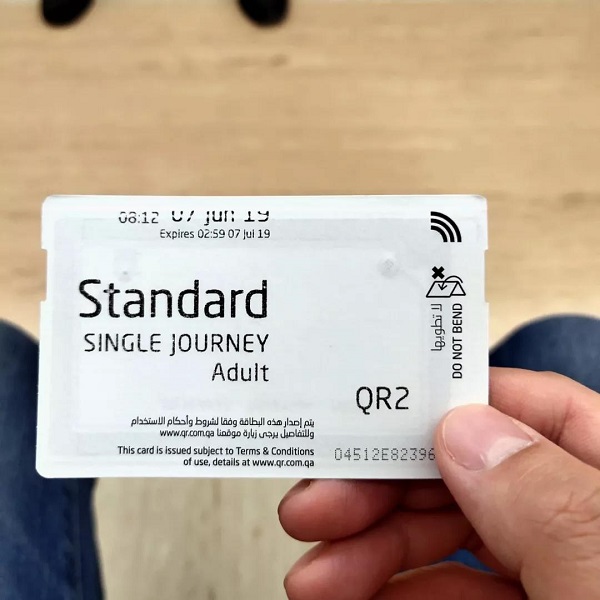 08:12 07 Jun 19
Expires 02:59 07 Jul 19
Standard
SINGLE JOURNEY
Adult
QR2
لا تطويها
DO NOT BEND
يتم إصدار هذه البطاقة وفقا لشروط وأحكام الاستخدام
وللتفاصيل يرجى زيارة موقعنا www.qr.com.qa
This card is issued subject to Terms & Conditions
of use, details at www.qr.com.qa
04512E82396